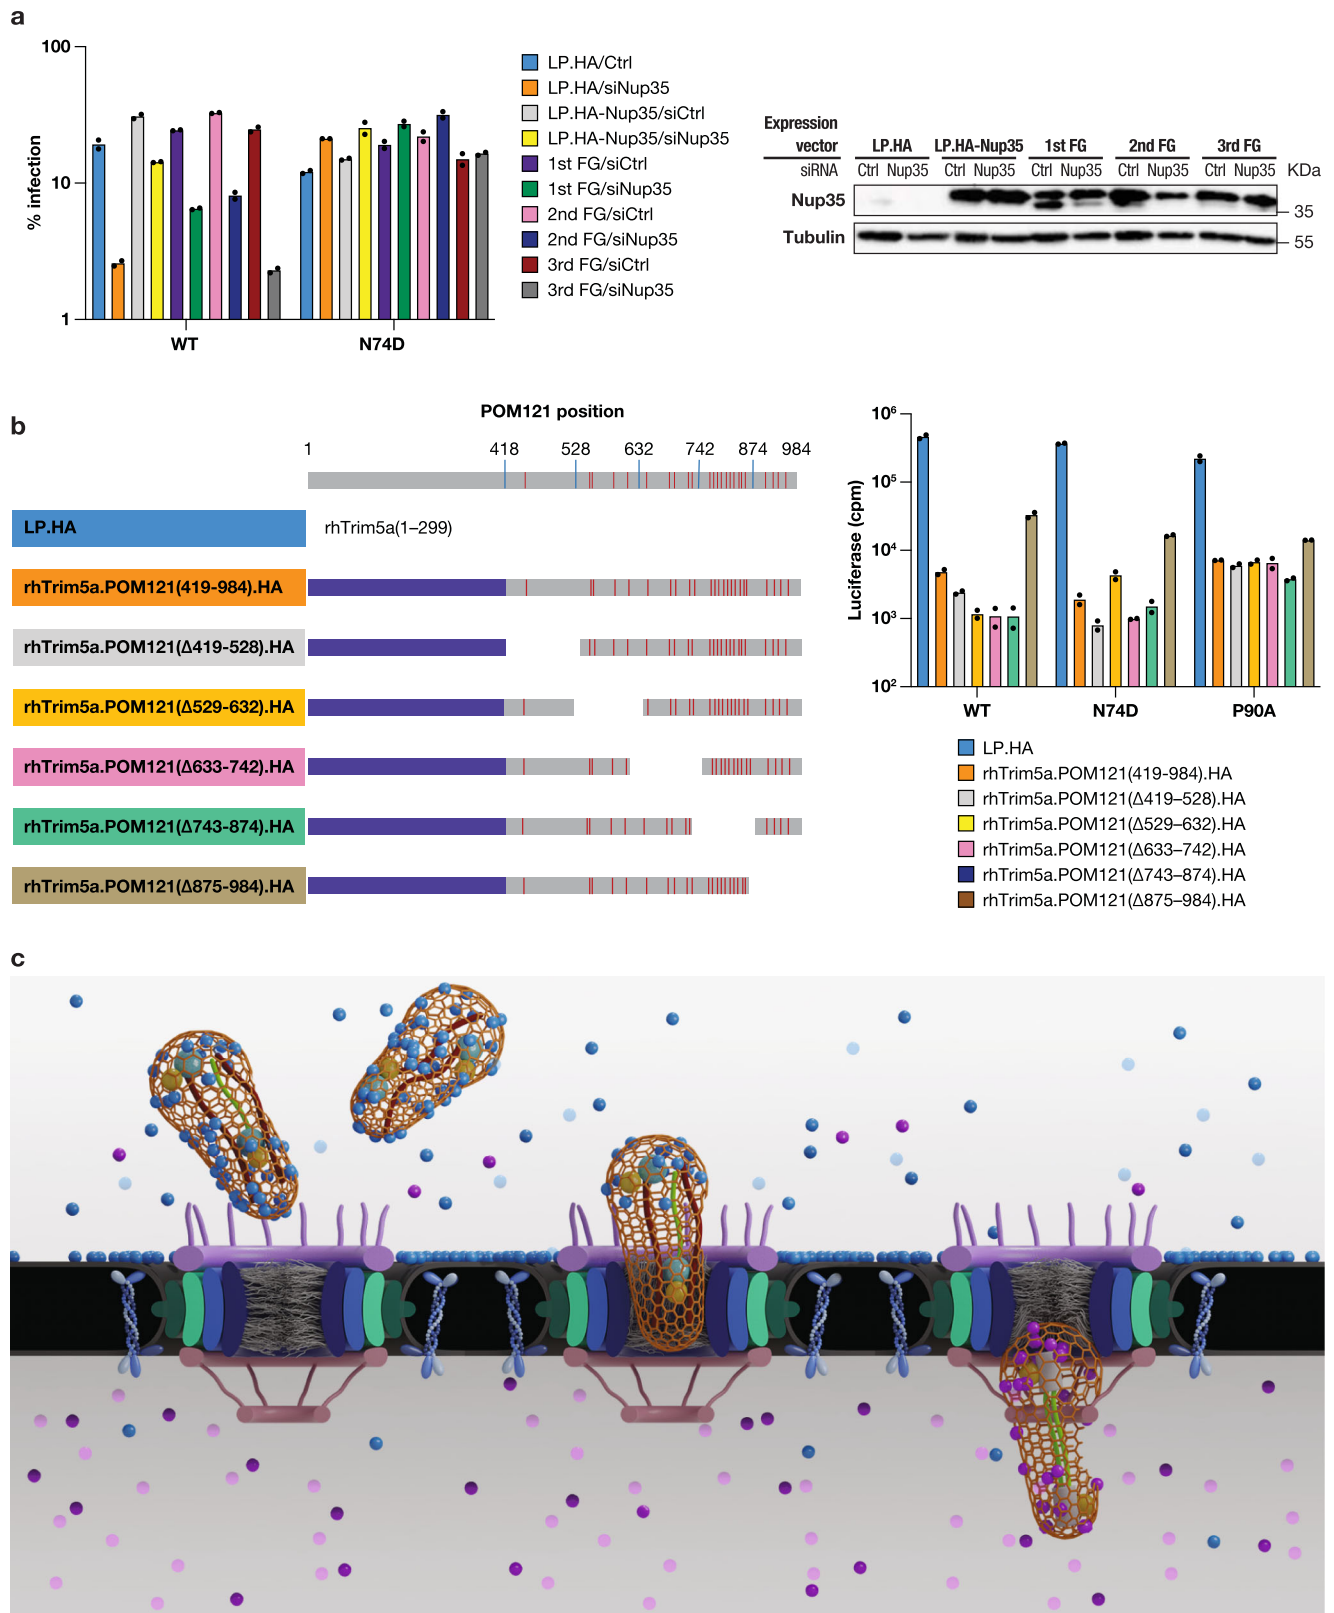 a
100
10
1
% infection
WT
N74D
LP.HA/Ctrl
LP.HA/siNup35
LP.HA-Nup35/siCtrl
LP.HA-Nup35/siNup35
1st FG/siCtrl
1st FG/siNup35
2nd FG/siCtrl
2nd FG/siNup35
3rd FG/siCtrl
3rd FG/siNup35
Expression
vector
LP.HA LP.HA-Nup35 1st FG 2nd FG 3rd FG
siRNA Ctrl Nup35 Ctrl Nup35 Ctrl Nup35 Ctrl Nup35 Ctrl Nup35 KDa
Nup35
35
Tubulin
55
b
POM121 position
1 418 528 632 742 874 984
LP.HA
rhTrim5a(1–299)
rhTrim5a.POM121(419-984).HA
rhTrim5a.POM121(Δ419-528).HA
rhTrim5a.POM121(Δ529-632).HA
rhTrim5a.POM121(Δ633-742).HA
rhTrim5a.POM121(Δ743-874).HA
rhTrim5a.POM121(Δ875-984).HA
10⁶
10⁵
10⁴
10³
10²
Luciferase (cpm)
WT
N74D
P90A
LP.HA
rhTrim5a.POM121(419-984).HA
rhTrim5a.POM121(Δ419–528).HA
rhTrim5a.POM121(Δ529–632).HA
rhTrim5a.POM121(Δ633–742).HA
rhTrim5a.POM121(Δ743–874).HA
rhTrim5a.POM121(Δ875–984).HA
c